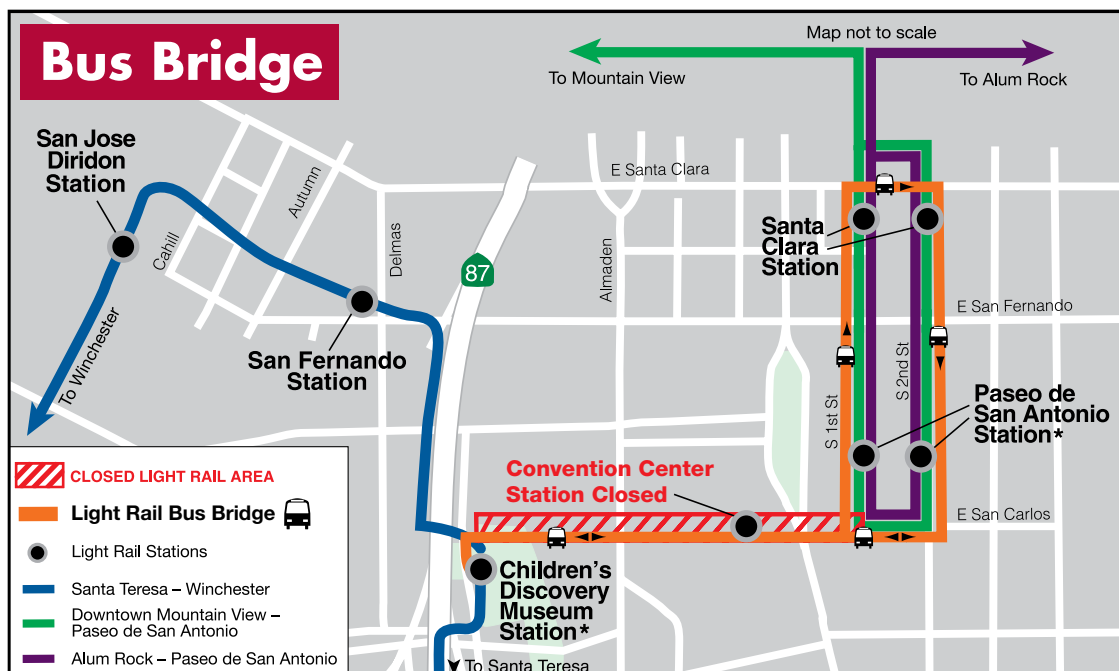 Bus Bridge
Map not to scale
To Mountain View
To Alum Rock
San Jose
Diridon
Station
Autumn
Cahill
Delmas
87
Almaden
E Santa Clara
Santa
Clara
Station
E San Fernando
To Winchester
San Fernando
Station
S 1st St
S 2nd St
Paseo de
San Antonio
Station*
Convention Center
Station Closed
E San Carlos
Children's
Discovery
Museum
Station*
To Santa Teresa
CLOSED LIGHT RAIL AREA
Light Rail Bus Bridge
Light Rail Stations
Santa Teresa – Winchester
Downtown Mountain View –
Paseo de San Antonio
Alum Rock – Paseo de San Antonio